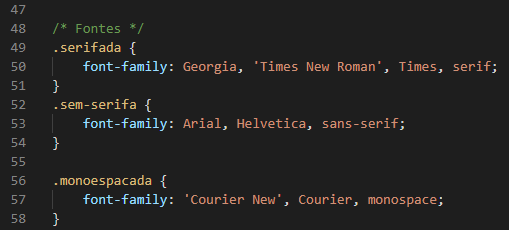 47
48 /* Fontes */
49 .serifada {
50     font-family: Georgia, 'Times New Roman', Times, serif;
51 }
52 .sem-serifa {
53     font-family: Arial, Helvetica, sans-serif;
54 }
55
56 .monoespacada {
57     font-family: 'Courier New', Courier, monospace;
58 }